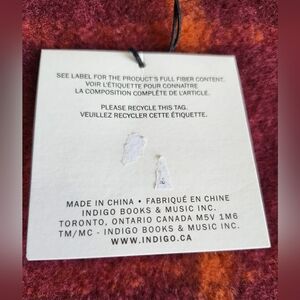 SEE LABEL FOR THE PRODUCT'S FULL FIBER CONTENT.
VOIR L'ÉTIQUETTE POUR CONNAÎTRE
LA COMPOSITION COMPLÈTE DE L'ARTICLE.
PLEASE RECYCLE THIS TAG.
VEUILLEZ RECYCLER CETTE ÉTIQUETTE.
MADE IN CHINA • FABRIQUÉ EN CHINE
INDIGO BOOKS & MUSIC INC.
TORONTO, ONTARIO CANADA M5V 1M6
TM/MC - INDIGO BOOKS & MUSIC INC.
WWW.INDIGO.CA